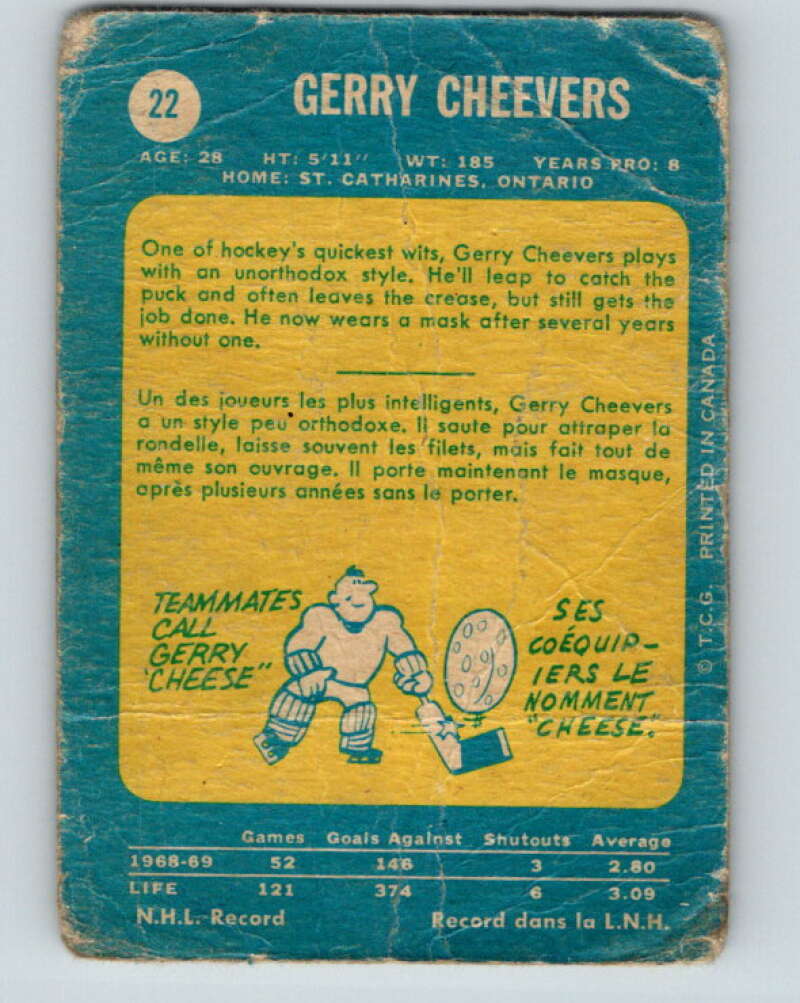 22
GERRY CHEEVERS
AGE: 28 HT: 5'11" WT: 185 YEARS PRO: 8
HOME: ST. CATHARINES, ONTARIO
One of hockey's quickest wits, Gerry Cheevers plays
with an unorthodox style. He'll leap to catch the
puck and often leaves the crease, but still gets the
job done. He now wears a mask after several years
without one.
Un des joueurs les plus intelligents, Gerry Cheevers
a un style peu orthodoxe. Il saute pour attraper la
rondelle, laisse souvent les filets, mais fait tout de
même son ouvrage. Il porte maintenant le masque,
après plusieurs années sans le porter.
TEAMMATES
CALL
GERRY
"CHEESE"
SES
COÉQUIP-
IERS LE
NOMMENT
"CHEESE."
© T.C.G. PRINTED IN CANADA
Games Goals Against Shutouts Average
1968-69 52 146 3 2.80
LIFE 121 374 6 3.09
N.H.L. Record Record dans la L.N.H.